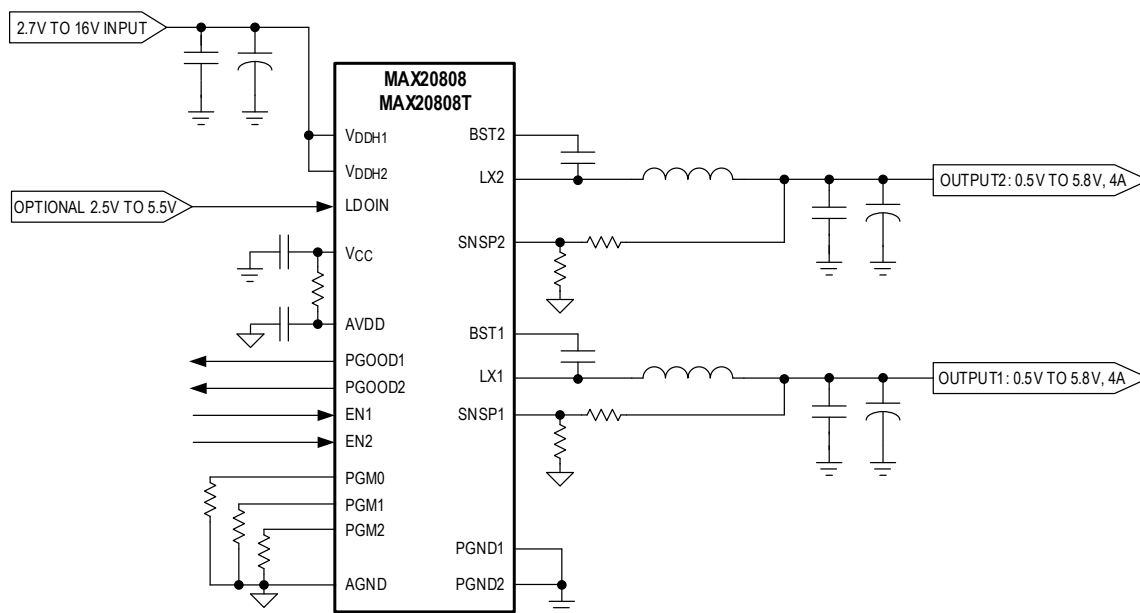 2.7V TO 16V INPUT
MAX20808
MAX20808T
VDDH1
VDDH2
OPTIONAL 2.5V TO 5.5V
LDOIN
VCC
AVDD
PGOOD1
PGOOD2
EN1
EN2
PGM0
PGM1
PGM2
AGND
BST2
LX2
OUTPUT2: 0.5V TO 5.8V, 4A
SNSP2
BST1
LX1
OUTPUT1: 0.5V TO 5.8V, 4A
SNSP1
PGND1
PGND2